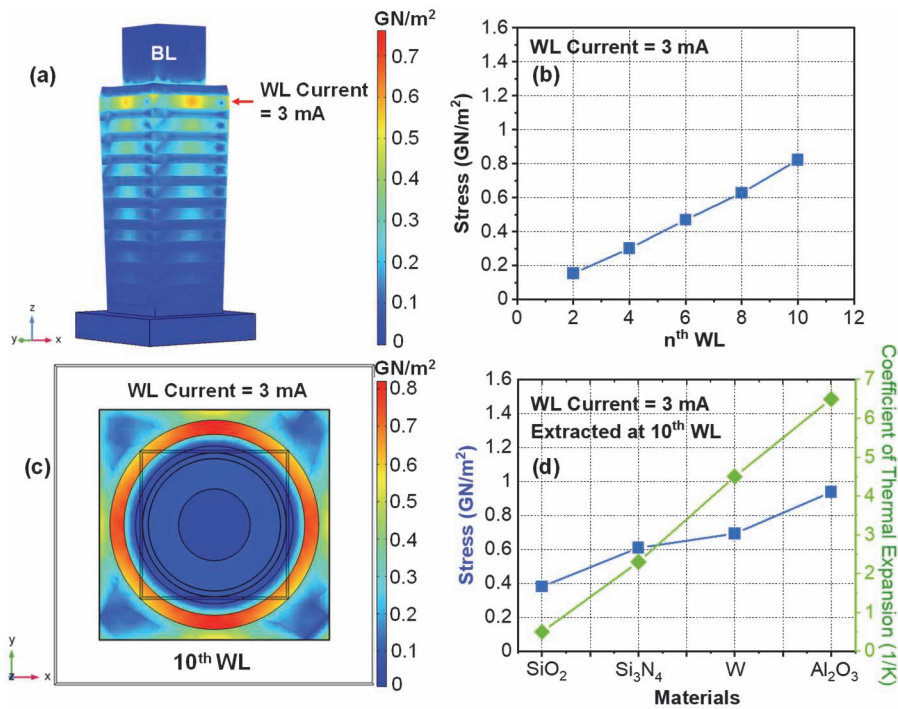 (a)
GN/m²
BL
WL Current
= 3 mA
0.7
0.6
0.5
0.4
0.3
0.2
0.1
0
z
y
x
(b)
WL Current = 3 mA
Stress (GN/m²)
1.6
1.4
1.2
1
0.8
0.6
0.4
0.2
0
0
2
4
6
8
10
12
nᵗʰ WL
(c)
GN/m²
WL Current = 3 mA
10ᵗʰ WL
0.8
0.7
0.6
0.5
0.4
0.3
0.2
0.1
0
y
z
x
(d)
WL Current = 3 mA
Extracted at 10ᵗʰ WL
Stress (GN/m²)
1.6
1.4
1.2
1
0.8
0.6
0.4
0.2
0
SiO₂
Si₃N₄
W
Al₂O₃
Materials
7
6
5
4
3
2
1
0
Coefficient of Thermal Expansion (1/K)